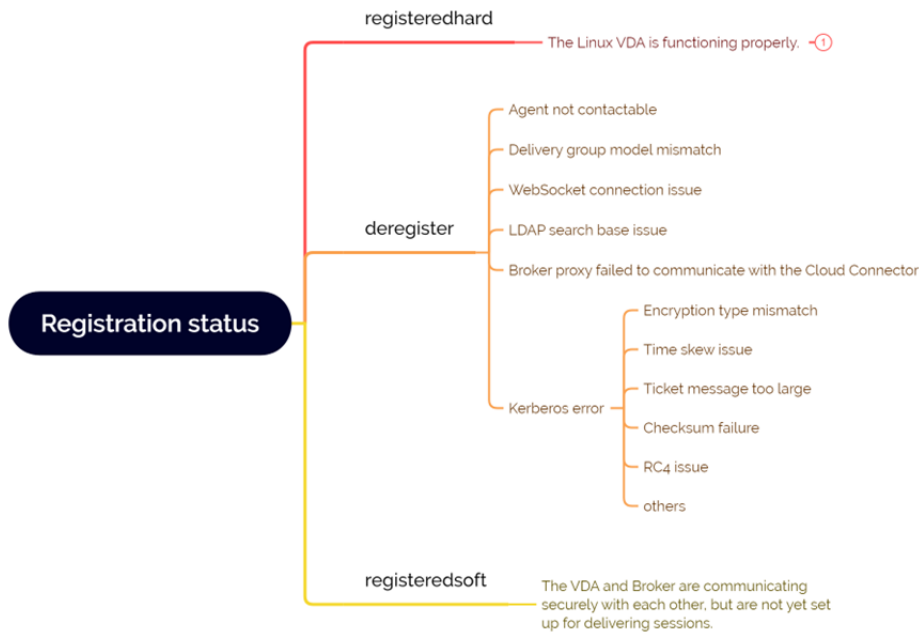 registeredhard
The Linux VDA is functioning properly.
1
Agent not contactable
Delivery group model mismatch
WebSocket connection issue
deregister
LDAP search base issue
Broker proxy failed to communicate with the Cloud Connector
Registration status
Encryption type mismatch
Time skew issue
Ticket message too large
Kerberos error
Checksum failure
RC4 issue
others
registeredsoft
The VDA and Broker are communicating
securely with each other, but are not yet set
up for delivering sessions.